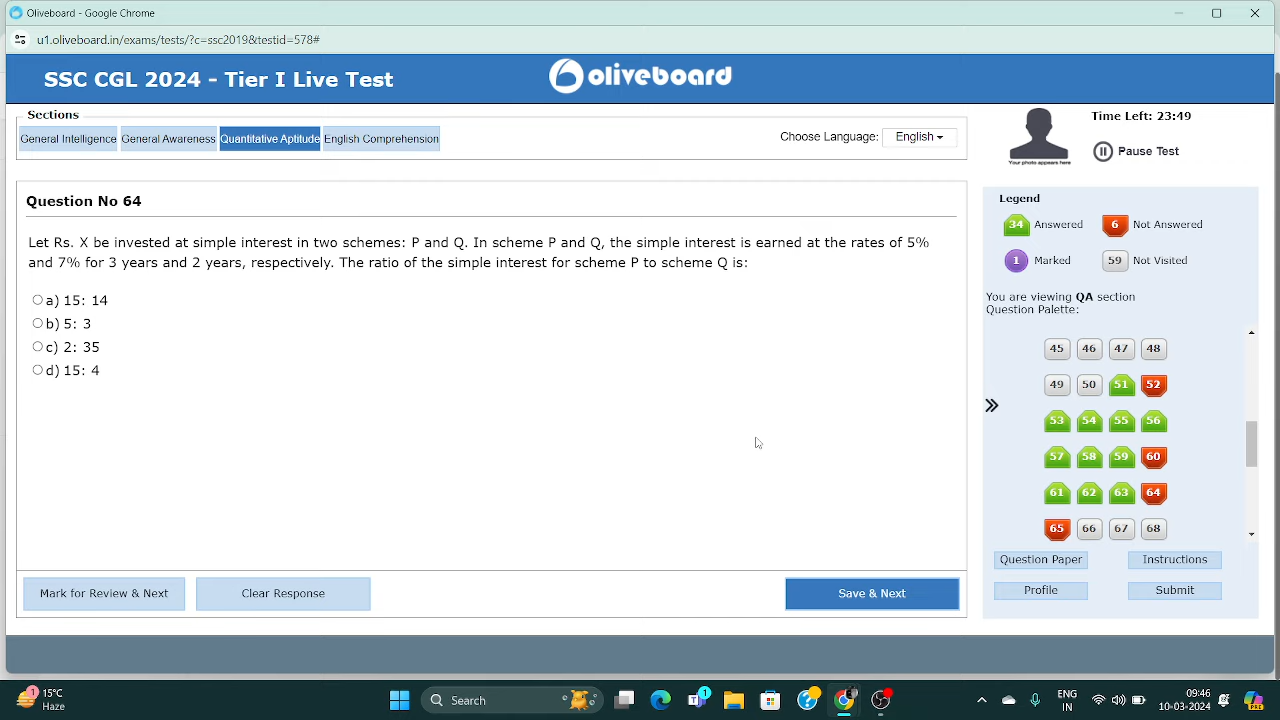 Oliveboard - Google Chrome
u1.oliveboard.in/exams/tests/?c=ssc2019&testid=578#
SSC CGL 2024 - Tier I Live Test
oliveboard
Sections
General Intelligence General Awareness Quantitative Aptitude English Comprehension
Choose Language: English
Your photo appears here
Time Left: 23:49
Pause Test
Question No 64
Let Rs. X be invested at simple interest in two schemes: P and Q. In scheme P and Q, the simple interest is earned at the rates of 5%
and 7% for 3 years and 2 years, respectively. The ratio of the simple interest for scheme P to scheme Q is:
a) 15: 14
b) 5: 3
c) 2: 35
d) 15: 4
Mark for Review & Next Clear Response Save & Next
Legend
34 Answered 6 Not Answered
1 Marked 59 Not Visited
You are viewing QA section
Question Palette:
45 46 47 48
49 50 51 52
53 54 55 56
57 58 59 60
61 62 63 64
65 66 67 68
Question Paper Instructions
Profile Submit
1
15°C
Haze
Search
1
ENG
IN
09:46
10-03-2024